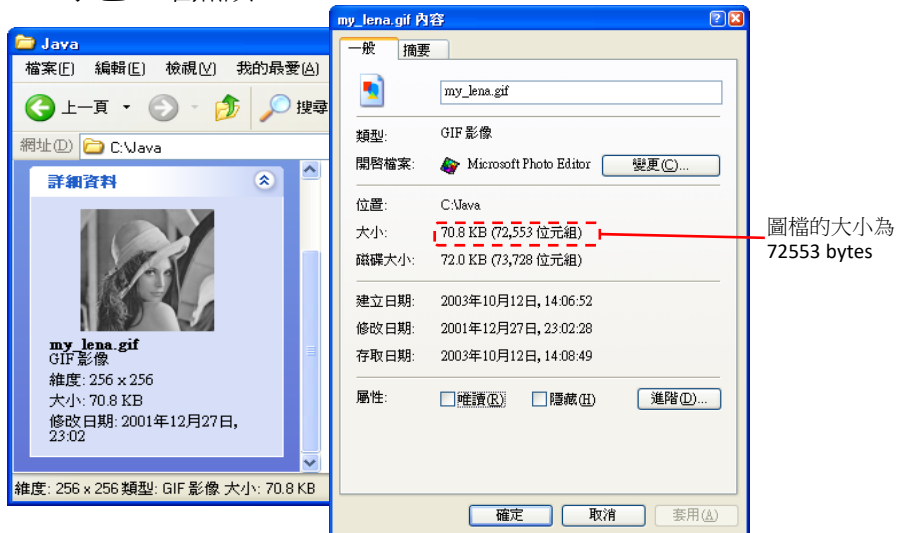 Java
檔案(F) 編輯(E) 檢視(V) 我的最愛(A)
上一頁 搜尋
網址(D) C:\Java
詳細資料
my_lena.gif
GIF 影像
維度: 256 x 256
大小: 70.8 KB
修改日期: 2001年12月27日,
23:02
維度: 256 x 256 類型: GIF 影像 大小: 70.8 KB
my_lena.gif 內容
一般 摘要
my_lena.gif
類型: GIF 影像
開啓檔案: Microsoft Photo Editor 變更(C)...
位置: C:\Java
大小: 70.8 KB (72,553 位元組)
磁碟大小: 72.0 KB (73,728 位元組)
建立日期: 2003年10月12日, 14:06:52
修改日期: 2001年12月27日, 23:02:28
存取日期: 2003年10月12日, 14:08:49
屬性: 唯讀(R) 隱藏(H) 進階(D)...
確定 取消 套用(A)
圖檔的大小為
72553 bytes